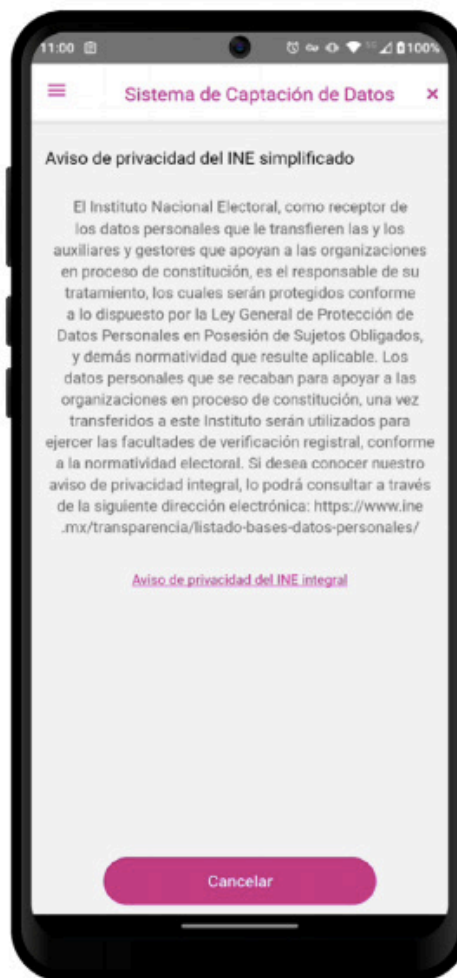 11:00 100%
Sistema de Captación de Datos ×
Aviso de privacidad del INE simplificado
El Instituto Nacional Electoral, como receptor de
los datos personales que le transfieren las y los
auxiliares y gestores que apoyan a las organizaciones
en proceso de constitución, es el responsable de su
tratamiento, los cuales serán protegidos conforme
a lo dispuesto por la Ley General de Protección de
Datos Personales en Posesión de Sujetos Obligados,
y demás normatividad que resulte aplicable. Los
datos personales que se recaban para apoyar a las
organizaciones en proceso de constitución, una vez
transferidos a este Instituto serán utilizados para
ejercer las facultades de verificación registral, conforme
a la normatividad electoral. Si desea conocer nuestro
aviso de privacidad integral, lo podrá consultar a través
de la siguiente dirección electrónica: https://www.ine
.mx/transparencia/listado-bases-datos-personales/
Aviso de privacidad del INE integral
Cancelar